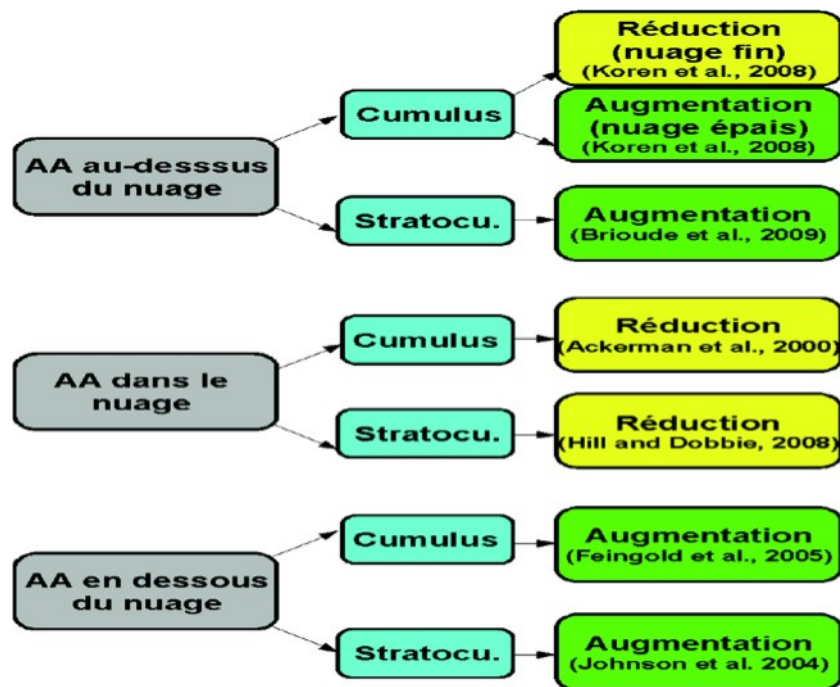 Réduction
(nuage fin)
(Koren et al., 2008)
Cumulus
Augmentation
(nuage épais)
(Koren et al., 2008)
AA au-desssus
du nuage
Stratocu.
Augmentation
(Brioude et al., 2009)
Cumulus
Réduction
(Ackerman et al., 2000)
AA dans le
nuage
Stratocu.
Réduction
(Hill and Dobbie, 2008)
Cumulus
Augmentation
(Feingold et al., 2005)
AA en dessous
du nuage
Stratocu.
Augmentation
(Johnson et al. 2004)